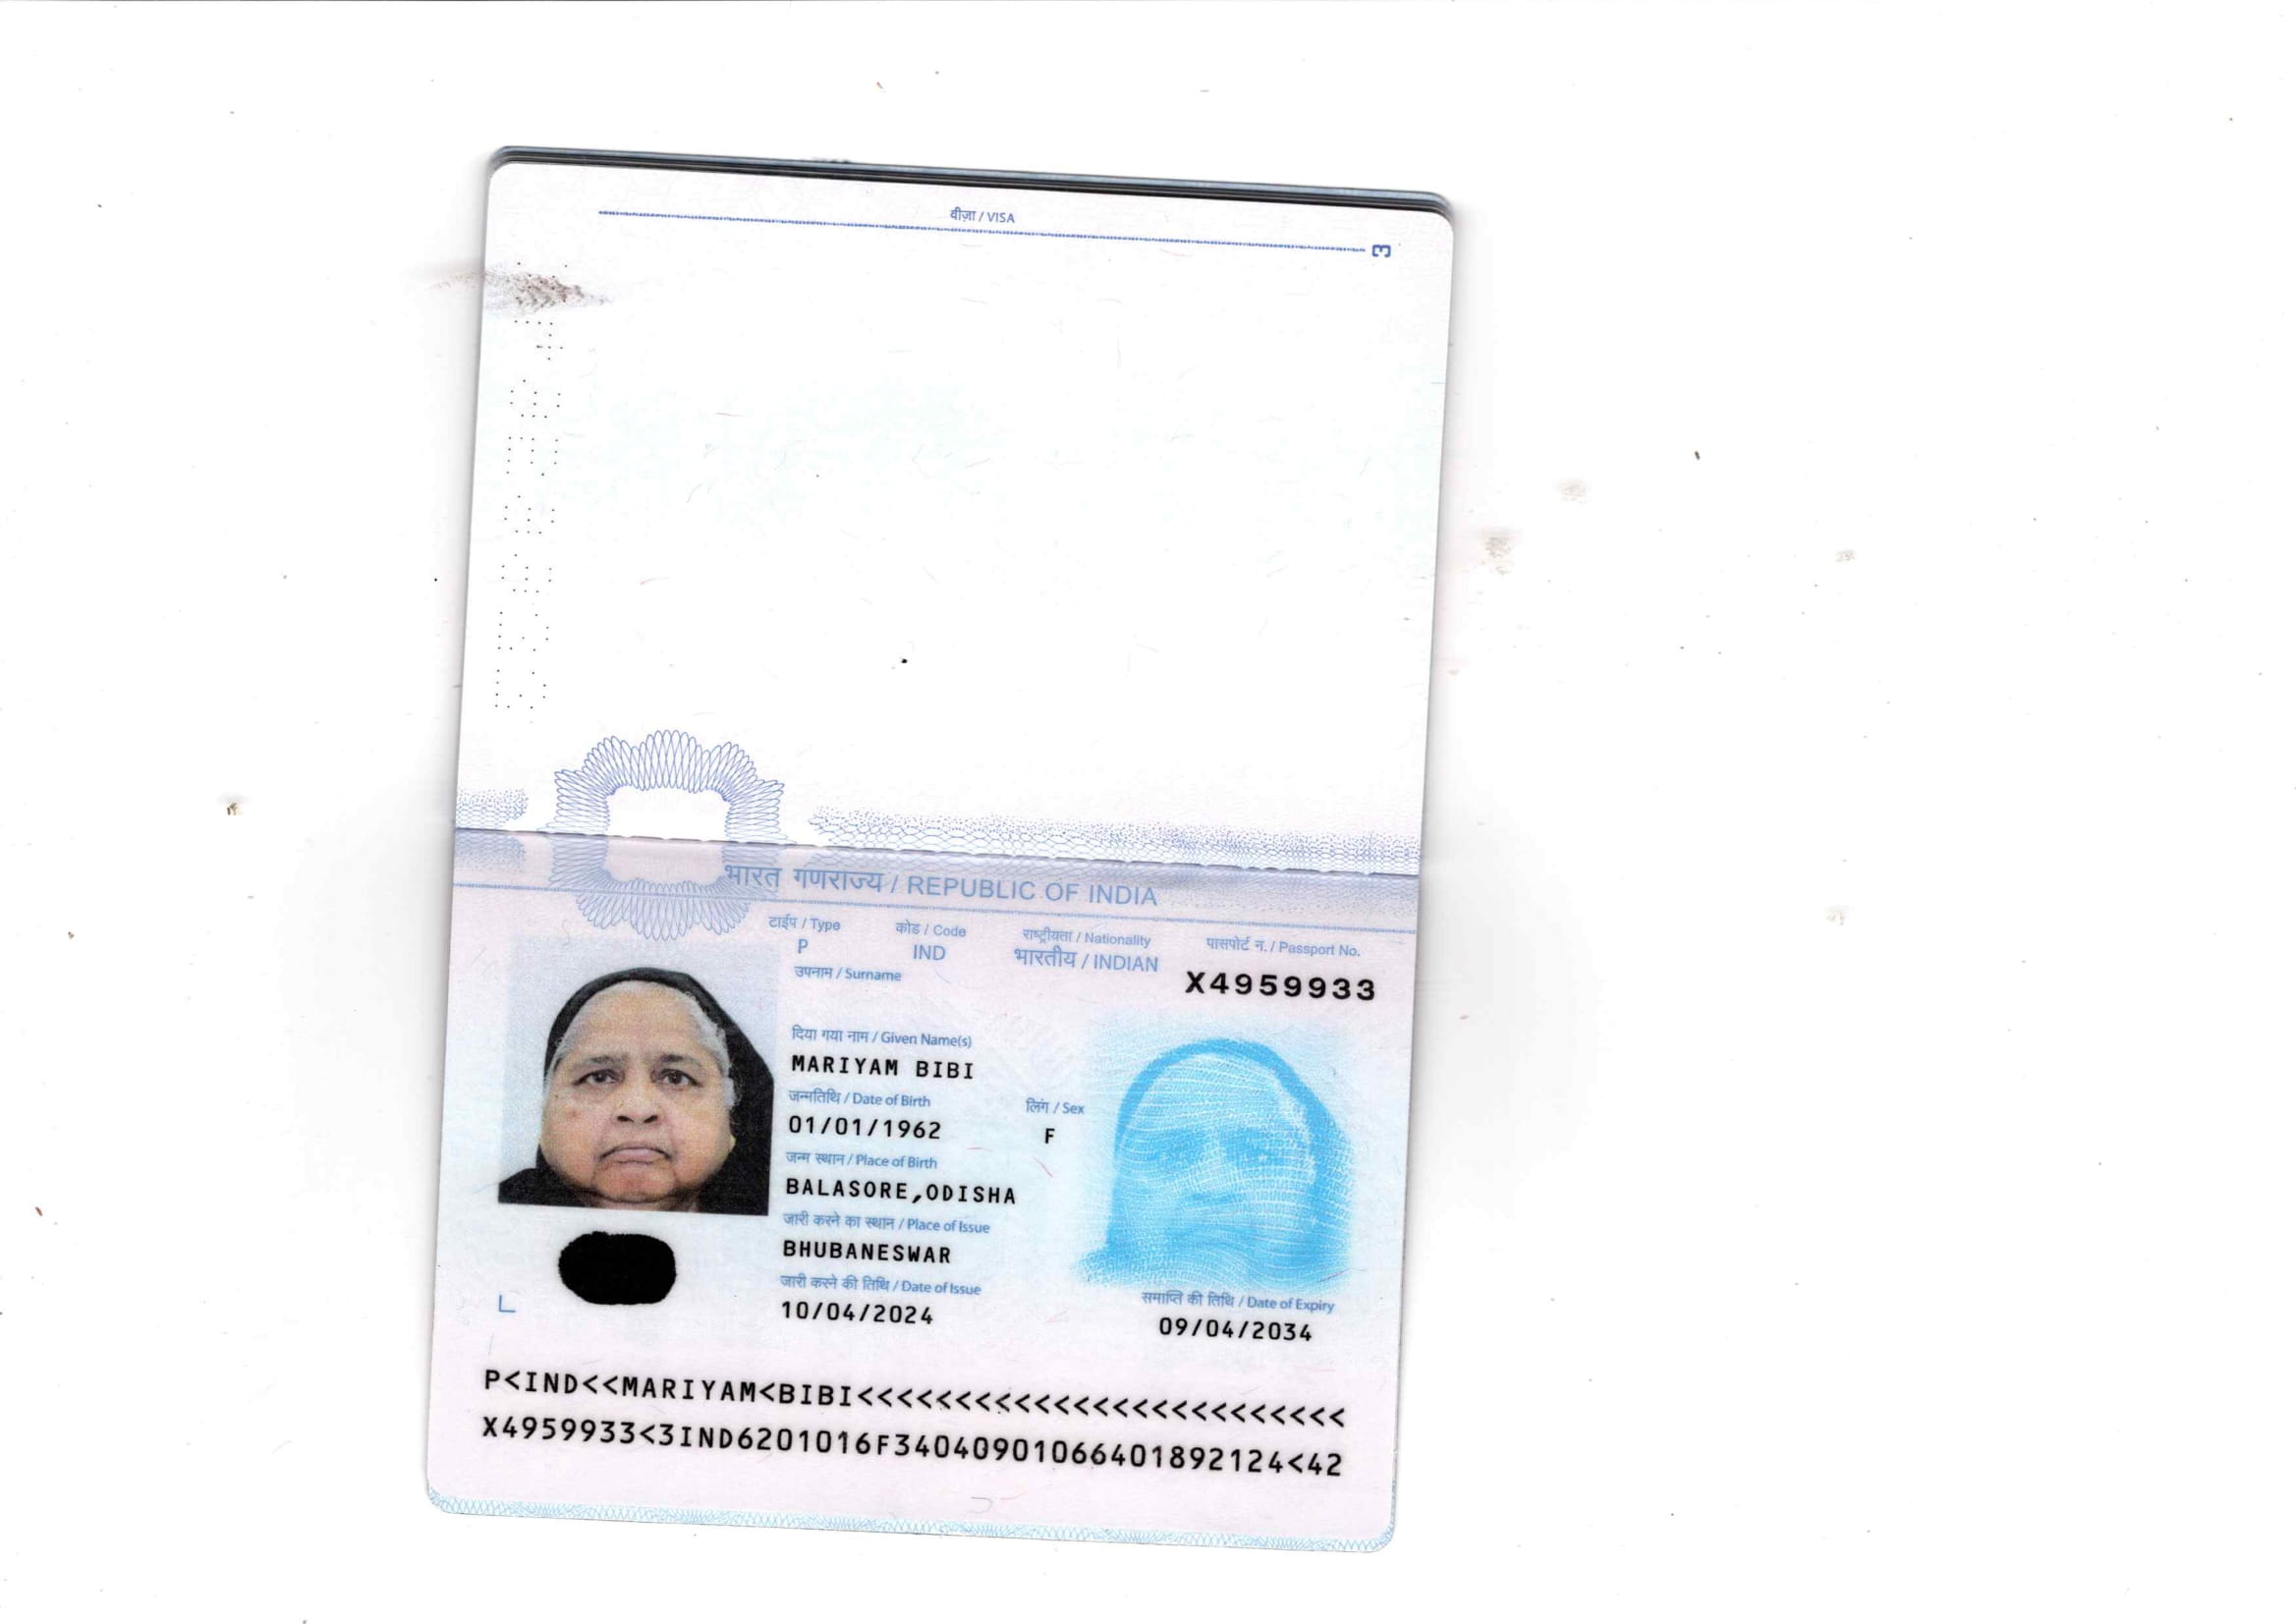 वीज़ा / VISA
3
भारत गणराज्य / REPUBLIC OF INDIA
टाईप / Type
कोड / Code
राष्ट्रीयता / Nationality
पासपोर्ट न. / Passport No.
P
IND
भारतीय / INDIAN
X4959933
उपनाम / Surname
दिया गया नाम / Given Name(s)
MARIYAM BIBI
जन्मतिथि / Date of Birth
लिंग / Sex
01/01/1962
F
जन्म स्थान / Place of Birth
BALASORE,ODISHA
जारी करने का स्थान / Place of Issue
BHUBANESWAR
जारी करने की तिथि / Date of Issue
समाप्ति की तिथि / Date of Expiry
10/04/2024
09/04/2034
P<IND<<MARIYAM<BIBI<<<<<<<<<<<<<<<<<<<<<<<<<
X4959933<3IND6201016F34040901066401892124<42